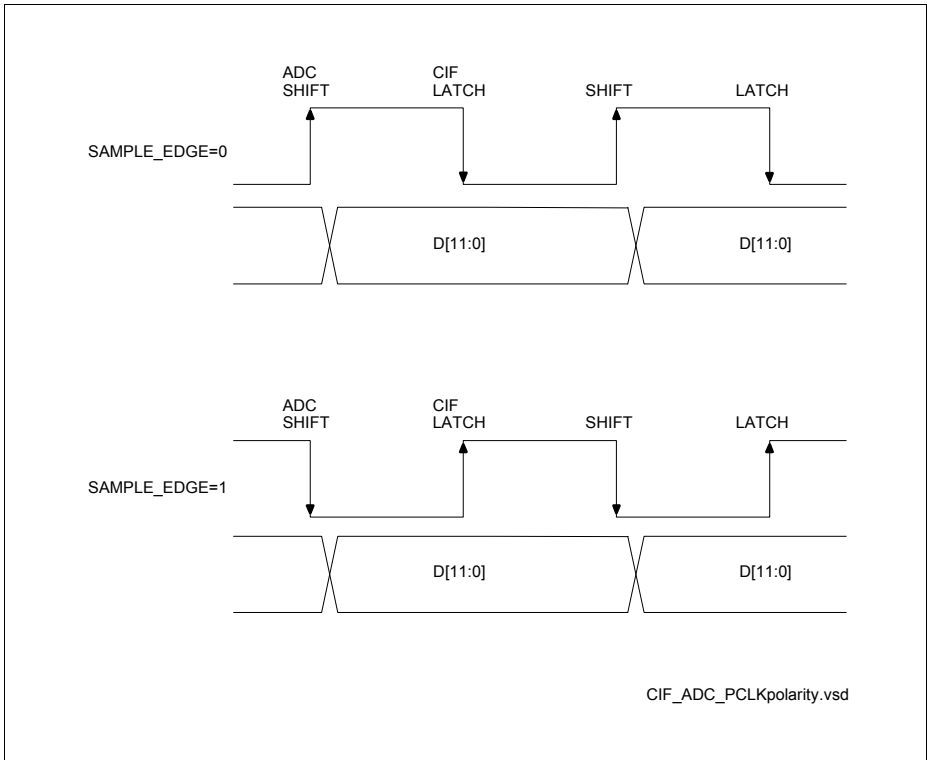 ADC SHIFT
CIF LATCH
SHIFT
LATCH
SAMPLE_EDGE=0
D[11:0]
D[11:0]
ADC SHIFT
CIF LATCH
SHIFT
LATCH
SAMPLE_EDGE=1
D[11:0]
D[11:0]
CIF_ADC_PCLKpolarity.vsd